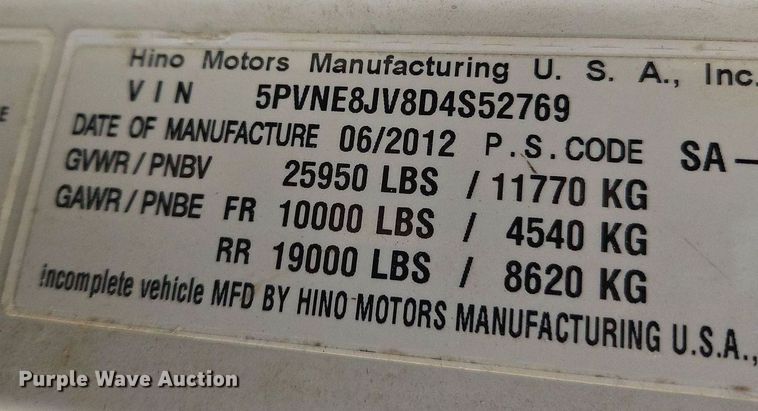 Hino Motors Manufacturing U. S. A., Inc.
VIN 5PVNE8JV8D4S52769
DATE OF MANUFACTURE 06/2012 P.S.CODE SA–
GVWR/PNBV 25950 LBS / 11770 KG
GAWR/PNBE FR 10000 LBS / 4540 KG
RR 19000 LBS / 8620 KG
incomplete vehicle MFD BY HINO MOTORS MANUFACTURING U.S.A.,
E
Purple Wave Auction